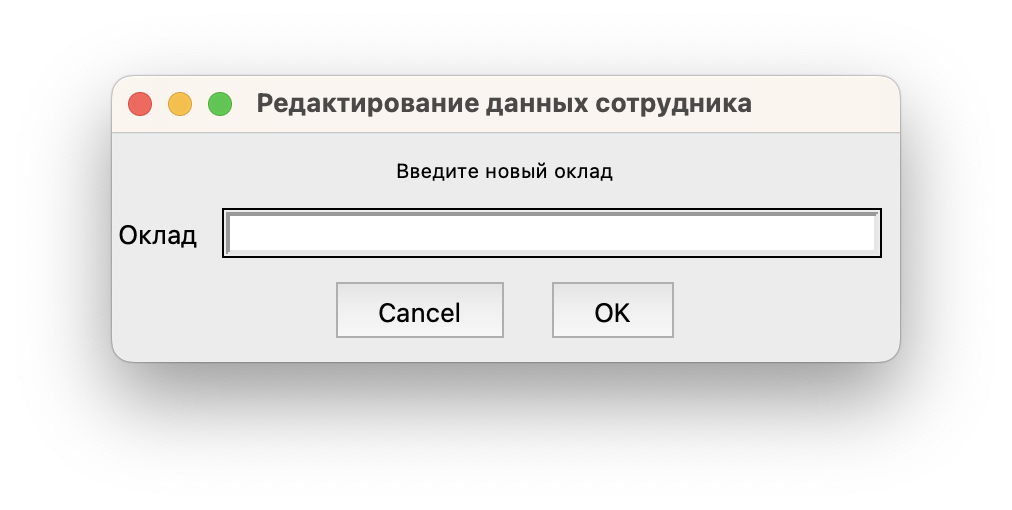 Редактирование данных сотрудника
Введите новый оклад
Оклад
Cancel
OK